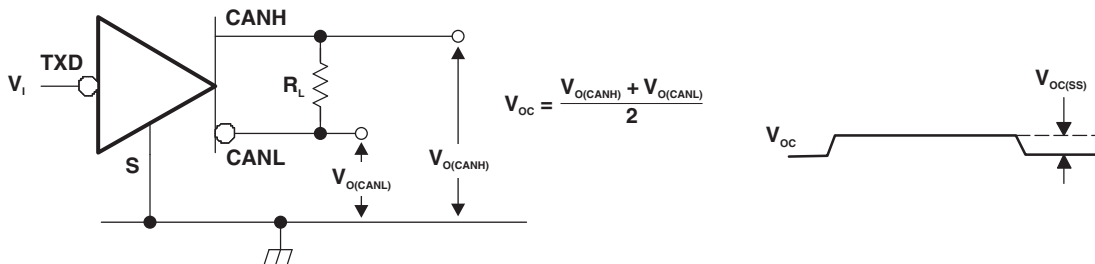 CANH
TXD
V_I
R_L
V_OC = (V_O(CANH) + V_O(CANL)) / 2
V_OC(SS)
V_OC
CANL
S
V_O(CANL)
V_O(CANH)